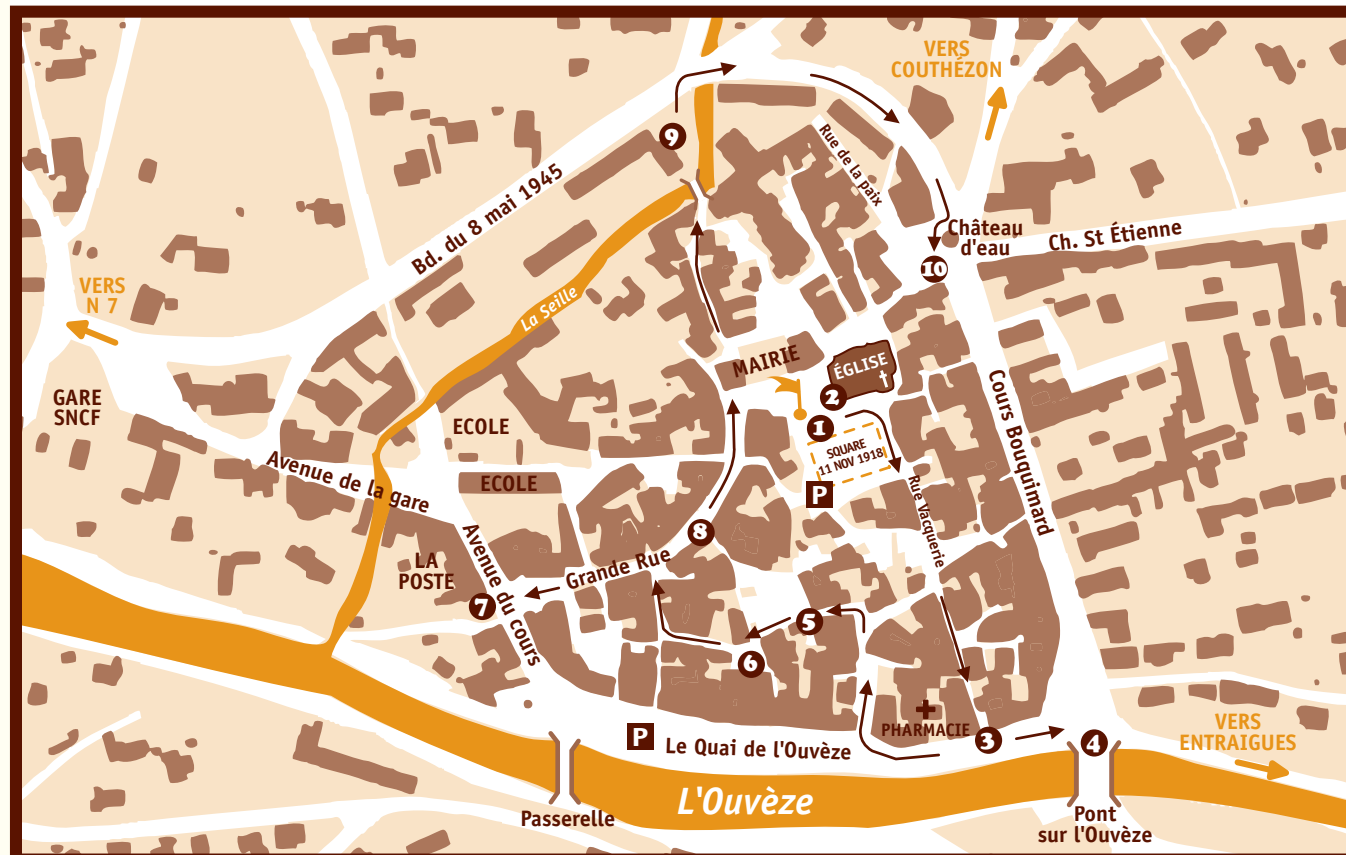 VERS
COUTHÉZON
9
Rue de la paix
Bd. du 8 mai 1945
Château
d'eau
Ch. St Étienne
10
VERS
N 7
La Seille
MAIRIE
ÉGLISE
2
GARE
SNCF
1
ECOLE
SQUARE
11 NOV 1918
Cours Bouquimard
Avenue de la gare
ECOLE
P
Rue Vacquerie
8
LA
POSTE
Avenue du cours
Grande Rue
7
5
6
PHARMACIE
3
4
VERS
ENTRAIGUES
P
Le Quai de l'Ouvèze
L'Ouvèze
Passerelle
Pont
sur l'Ouvèze